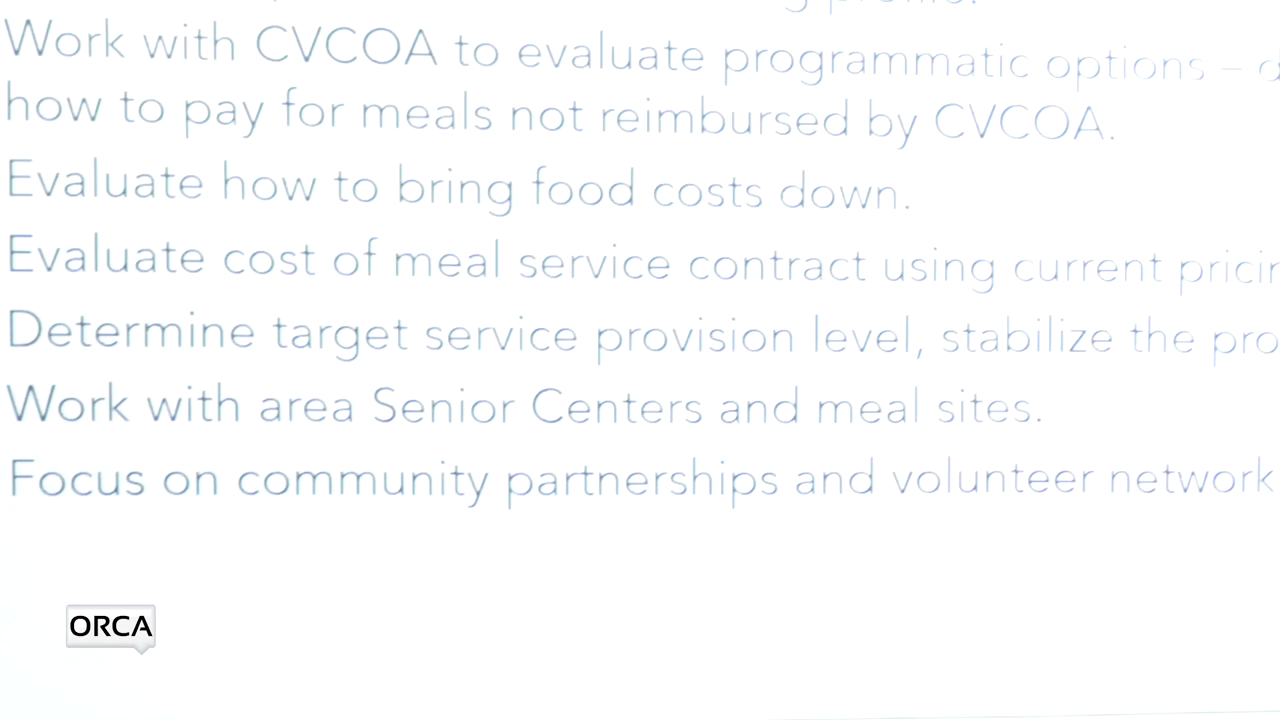 Work with CVCOA to evaluate programmatic options –
how to pay for meals not reimbursed by CVCOA.
Evaluate how to bring food costs down.
Evaluate cost of meal service contract using current
Determine target service provision level, stabilize the
Work with area Senior Centers and meal sites.
Focus on community partnerships and volunteer network
ORCA